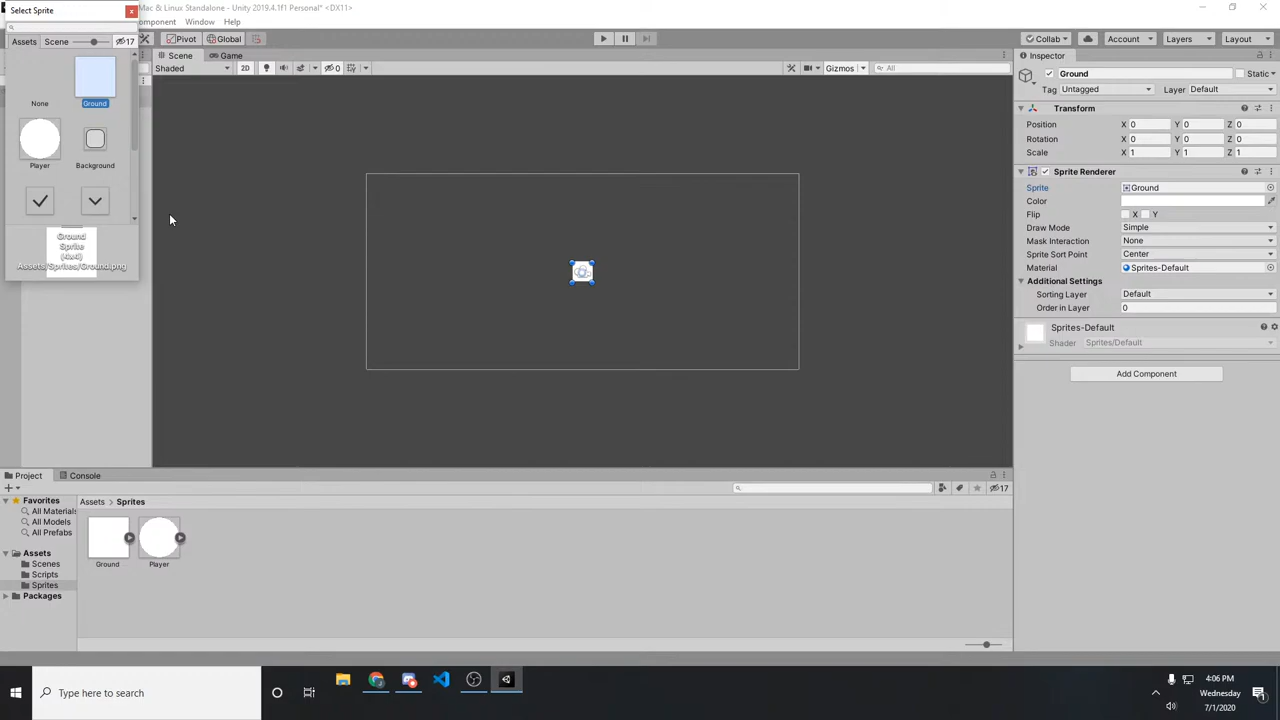 Select Sprite
Mac & Linux Standalone - Unity 2019.4.1f1 Personal* <DX11>
Window Help
Assets Scene 17
None Ground
Player Background
Ground
Sprite
(4x4)
Assets/Sprites/Ground.png
Pivot Global
Collab Account Layers Layout
Scene Game
Shaded 2D 0 Gizmos All
Inspector
Ground Static
Tag Untagged Layer Default
Transform
Position X 0 Y 0 Z 0
Rotation X 0 Y 0 Z 0
Scale X 1 Y 1 Z 1
Sprite Renderer
Sprite Ground
Color
Flip X Y
Draw Mode Simple
Mask Interaction None
Sprite Sort Point Center
Material Sprites-Default
Additional Settings
Sorting Layer Default
Order in Layer 0
Sprites-Default
Shader Sprites/Default
Add Component
Project Console
17
Favorites
All Materials
All Models
All Prefabs
Assets
Scenes
Scripts
Sprites
Packages
Assets > Sprites
Ground Player
Type here to search
4:06 PM
Wednesday
7/1/2020